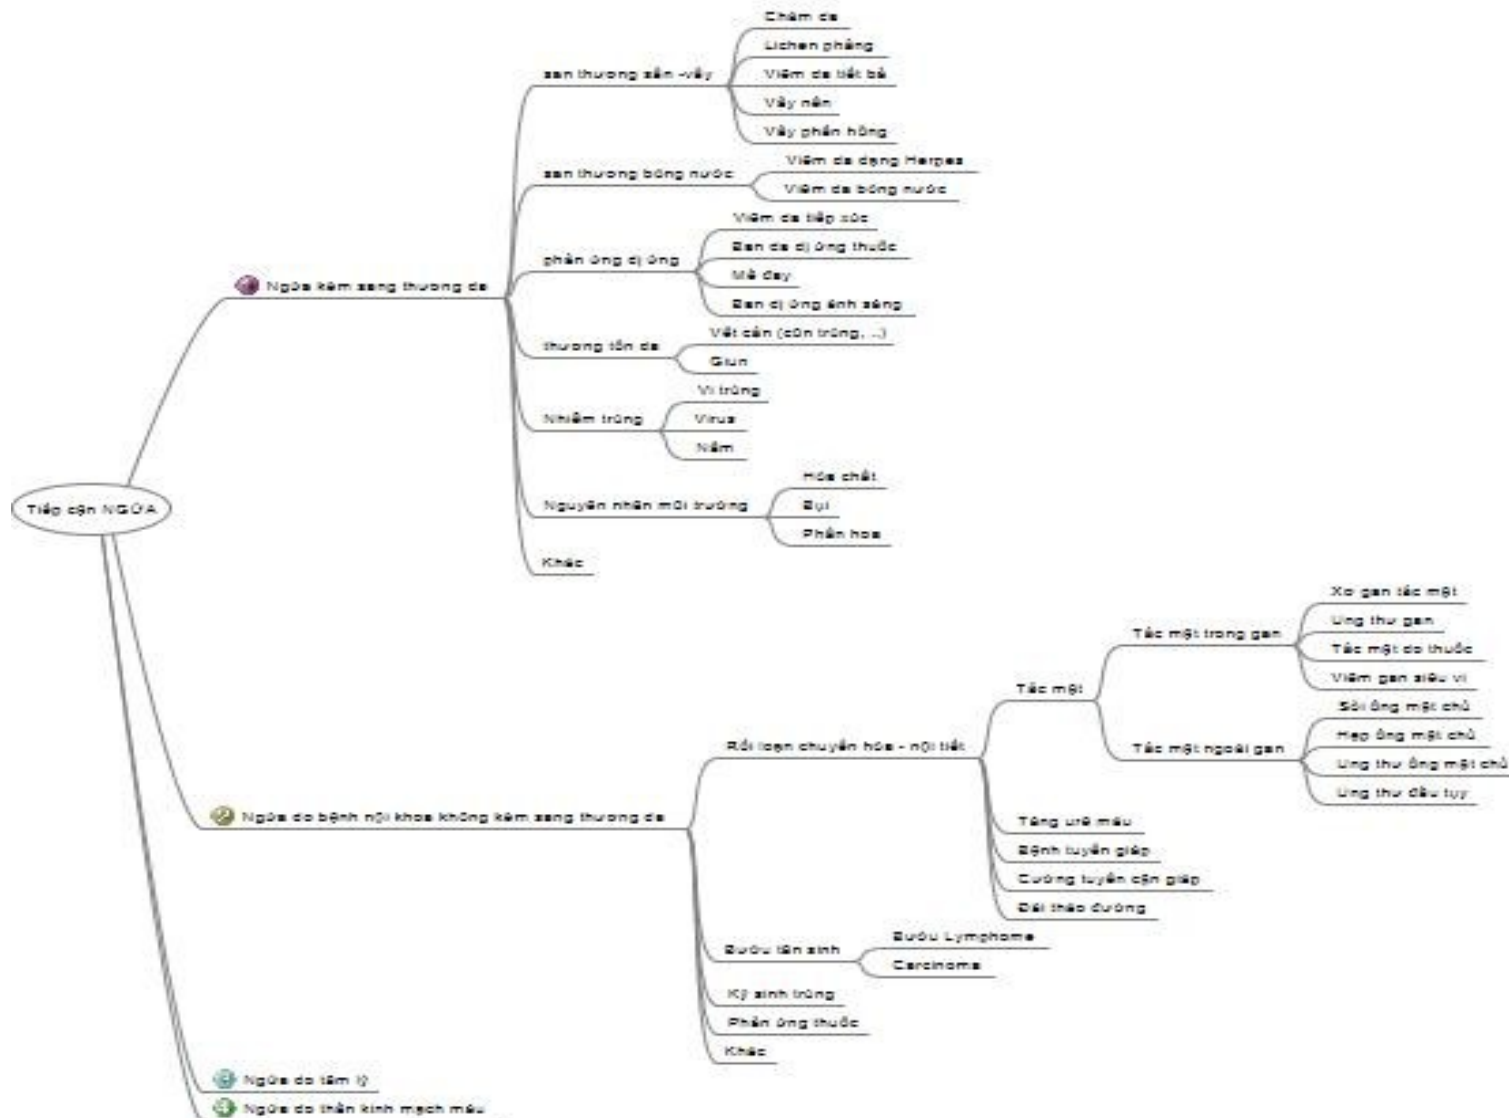 Tiếp cận NGỨA
Ngứa kèm sang thương da
san thương sẩn -vẩy
Chàm da
Lichen phẳng
Viêm da tiết bã
Vẩy nến
Vẩy phấn hồng
san thương bóng nước
Viêm da dạng Herpes
Viêm da bóng nước
phản ứng dị ứng
Viêm da tiếp xúc
Ban da dị ứng thuốc
Mề đay
Ban dị ứng ánh sáng
thương tổn da
Vết cắn (côn trùng, ..)
Giun
Nhiễm trùng
Vi trùng
Virus
Nấm
Nguyên nhân môi trường
Hóa chất
Bụi
Phấn hoa
Khác
Ngứa do bệnh nội khoa không kèm sang thương da
Rối loạn chuyển hóa - nội tiết
Tắc mật
Tắc mật trong gan
Xơ gan tắc mật
Ung thư gan
Tắc mật do thuốc
Viêm gan siêu vi
Tắc mật ngoài gan
Sỏi ống mật chủ
Hẹp ống mật chủ
Ung thư ống mật chủ
Ung thư đầu tụy
Tăng urê máu
Bệnh tuyến giáp
Cường tuyến cận giáp
Đái tháo đường
Bướu tân sinh
Bướu Lymphoma
Carcinoma
Ký sinh trùng
Phản ứng thuốc
Khác
Ngứa do tâm lý
Ngứa do thần kinh mạch máu